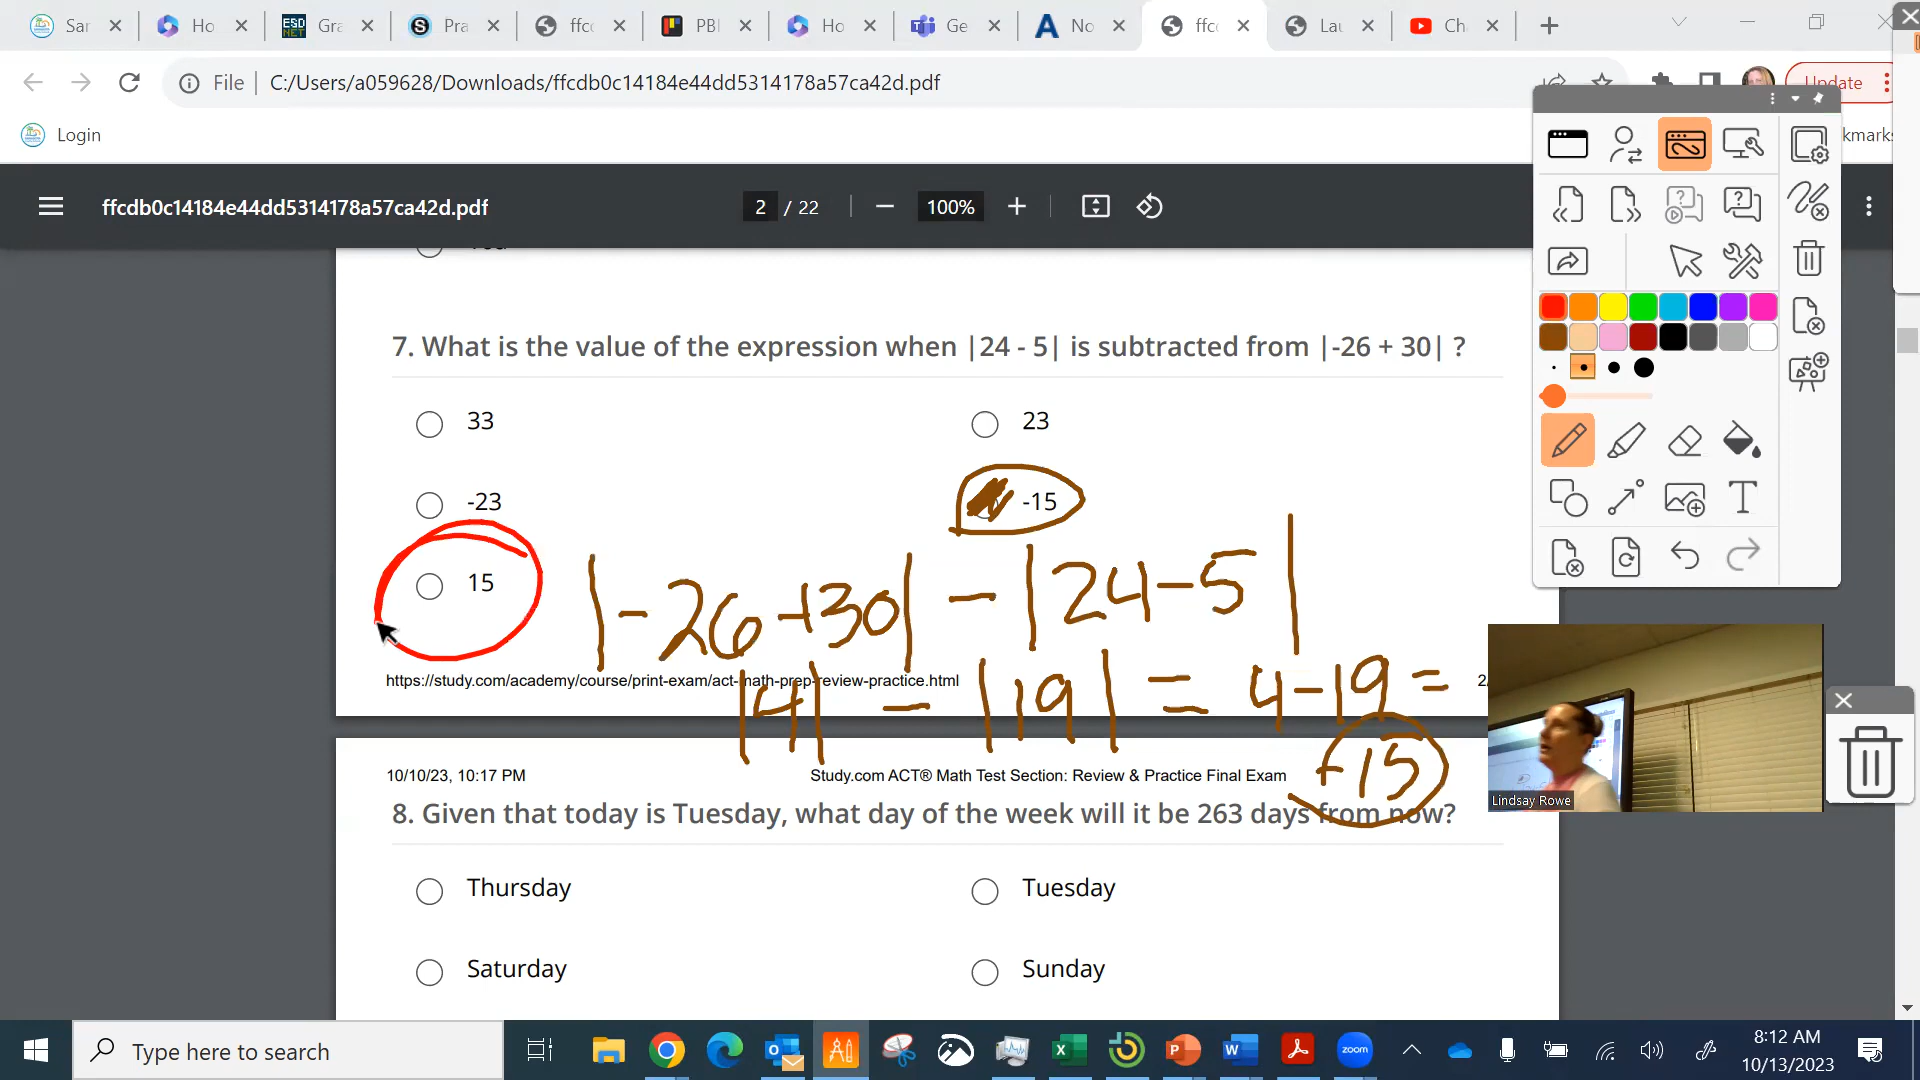 Sar Ho Gra Pra ffcc PBI Ho Ge No ffcc Lau Ch
File C:/Users/a059628/Downloads/ffcdb0c14184e44dd5314178a57ca42d.pdf Update
Login kmarks
ffcdb0c14184e44dd5314178a57ca42d.pdf 2 / 22 100%
7. What is the value of the expression when |24 - 5| is subtracted from |-26 + 30| ?
33 23
-23 -15
15
|-26+30| - |24-5|
https://study.com/academy/course/print-exam/act-math-prep-review-practice.html 2/
|4| - |19| = 4-19 =
-15
10/10/23, 10:17 PM Study.com ACT® Math Test Section: Review & Practice Final Exam
Lindsay Rowe
8. Given that today is Tuesday, what day of the week will it be 263 days from now?
Thursday Tuesday
Saturday Sunday
Type here to search
zoom
8:12 AM
10/13/2023